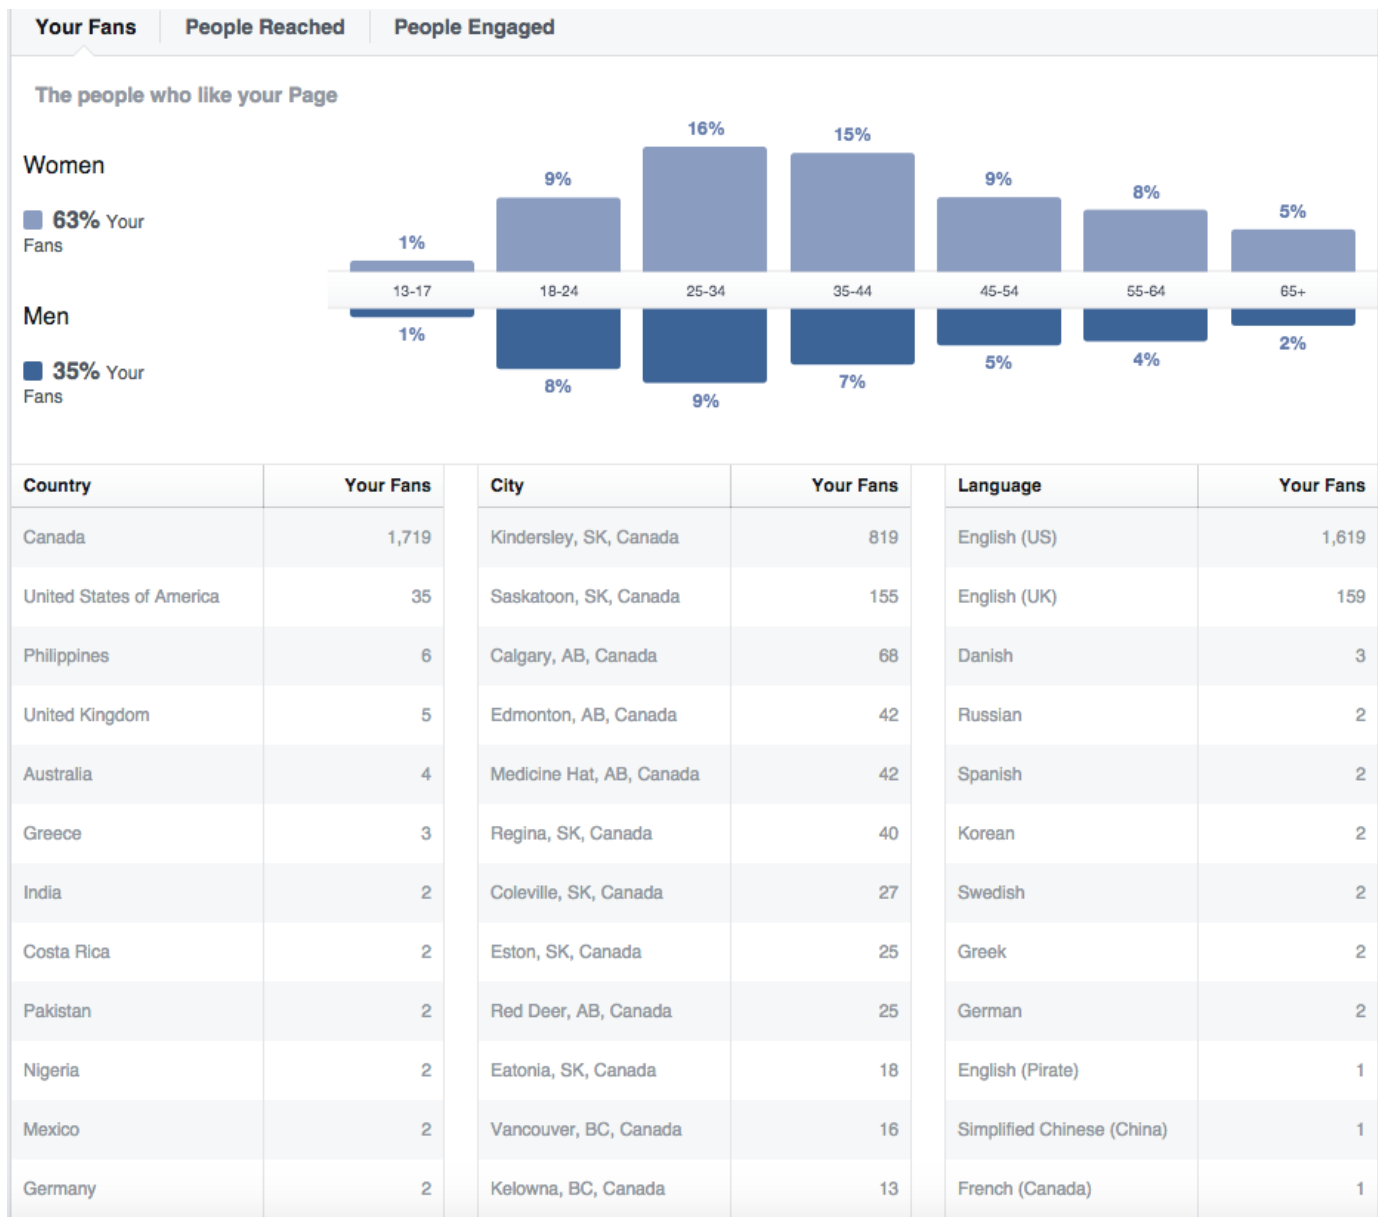 Your Fans People Reached People Engaged
The people who like your Page
Women
63% Your
Fans
1% 9% 16% 15% 9% 8% 5%
13-17 18-24 25-34 35-44 45-54 55-64 65+
Men
35% Your
Fans
1% 8% 9% 7% 5% 4% 2%
Country Your Fans City Your Fans Language Your Fans
Canada 1,719 Kindersley, SK, Canada 819 English (US) 1,619
United States of America 35 Saskatoon, SK, Canada 155 English (UK) 159
Philippines 6 Calgary, AB, Canada 68 Danish 3
United Kingdom 5 Edmonton, AB, Canada 42 Russian 2
Australia 4 Medicine Hat, AB, Canada 42 Spanish 2
Greece 3 Regina, SK, Canada 40 Korean 2
India 2 Coleville, SK, Canada 27 Swedish 2
Costa Rica 2 Eston, SK, Canada 25 Greek 2
Pakistan 2 Red Deer, AB, Canada 25 German 2
Nigeria 2 Eatonia, SK, Canada 18 English (Pirate) 1
Mexico 2 Vancouver, BC, Canada 16 Simplified Chinese (China) 1
Germany 2 Kelowna, BC, Canada 13 French (Canada) 1